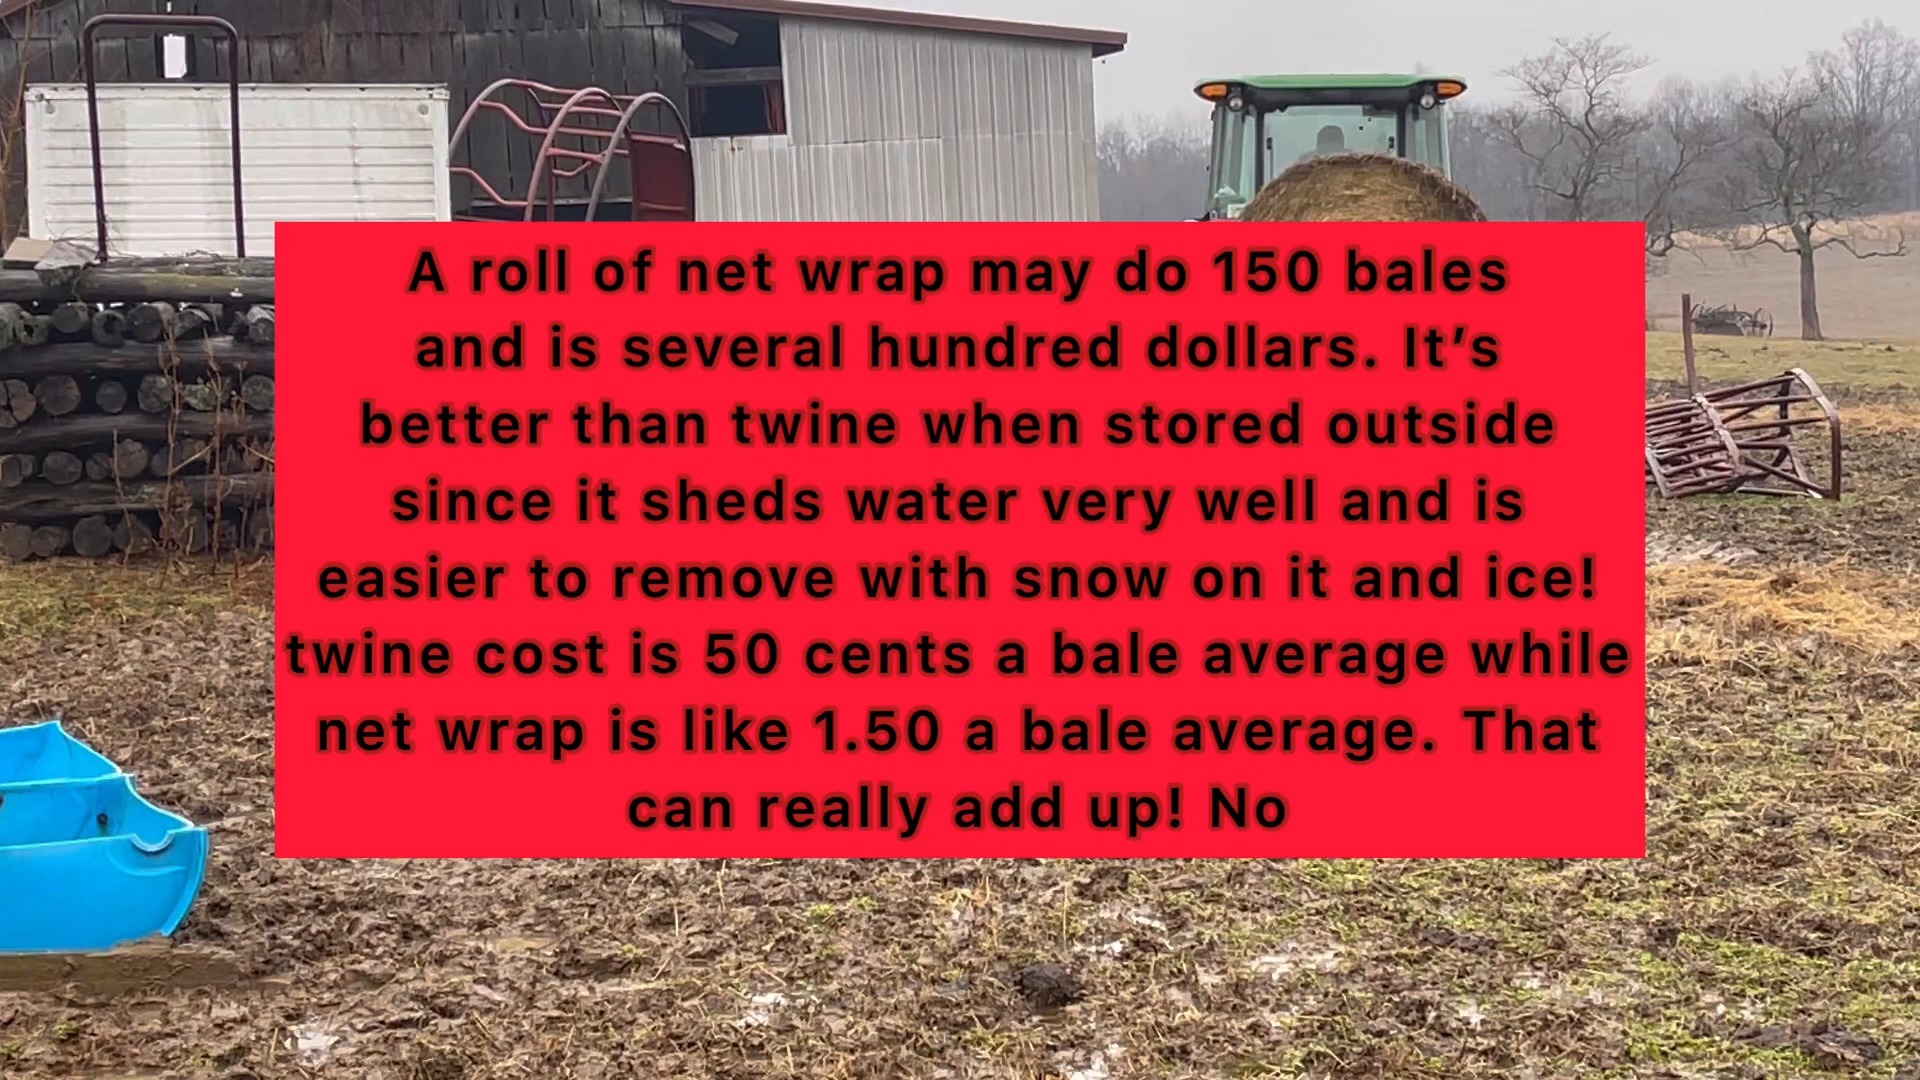 A roll of net wrap may do 150 bales
and is several hundred dollars. It’s
better than twine when stored outside
since it sheds water very well and is
easier to remove with snow on it and ice!
twine cost is 50 cents a bale average while
net wrap is like 1.50 a bale average. That
can really add up! No